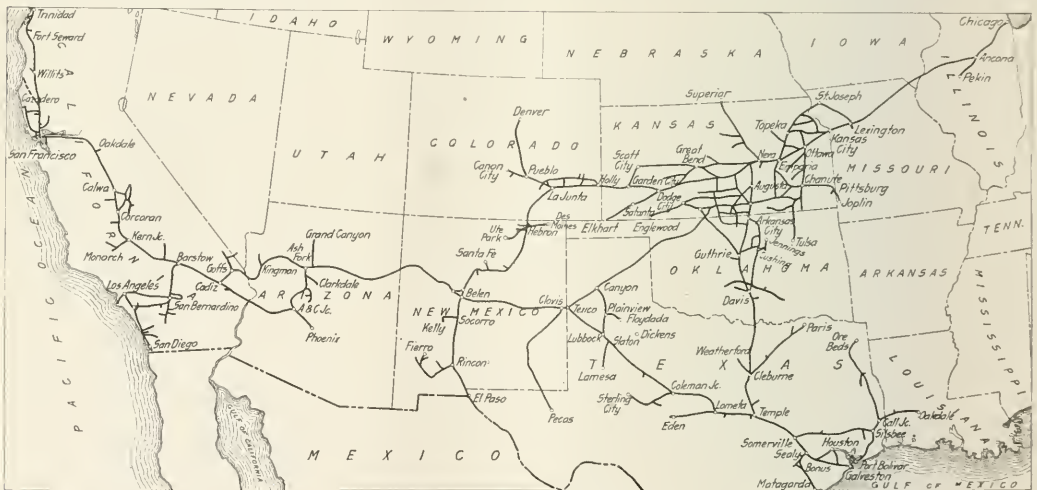 Trinidad
Fort Seward
Willits
Cazadero
San Francisco
Oakdale
Calwa
Corcoran
Kern Jc.
Monarch
Los Angeles
Barstow
San Bernardino
San Diego
Goffs
Cadiz
CALIFORNIA
PACIFIC OCEAN
GULF OF CALIFORNIA
NEVADA
IDAHO
UTAH
ARIZONA
Kingman
Ash Fork
Grand Canyon
Clarkdale
A & C Jc.
Phoenix
WYOMING
COLORADO
Denver
Canon City
Pueblo
La Junta
Holly
NEW MEXICO
Ute Park
Hebron
Des Moines
Santa Fe
Belen
Kelly
Socorro
Fierro
Rincon
El Paso
Clovis
MEXICO
NEBRASKA
KANSAS
Superior
Scott City
Great Bend
Garden City
Dodge City
Satanta
Elkhart
Englewood
Topeka
Neva
Emporia
Ottawa
Augusta
Chanute
Arkansas City
St. Joseph
Kansas City
Lexington
Pittsburg
Joplin
MISSOURI
IOWA
ILLINOIS
Chicago
Ancona
Pekin
OKLAHOMA
Guthrie
Jennings
Cushing
Tulsa
Davis
ARKANSAS
TENN.
MISSISSIPPI
LOUISIANA
TEXAS
Canyon
Texico
Plainview
Floydada
Lubbock
Slaton
Dickens
Lamesa
Pecos
Sterling City
Coleman Jc.
Eden
Lometa
Temple
Weatherford
Cleburne
Paris
Ore Beds
Somerville
Sealy
Bonus
Matagorda
Houston
Call Jc.
Silsbee
Oakdale
Port Bolivar
Galveston
GULF OF MEXICO